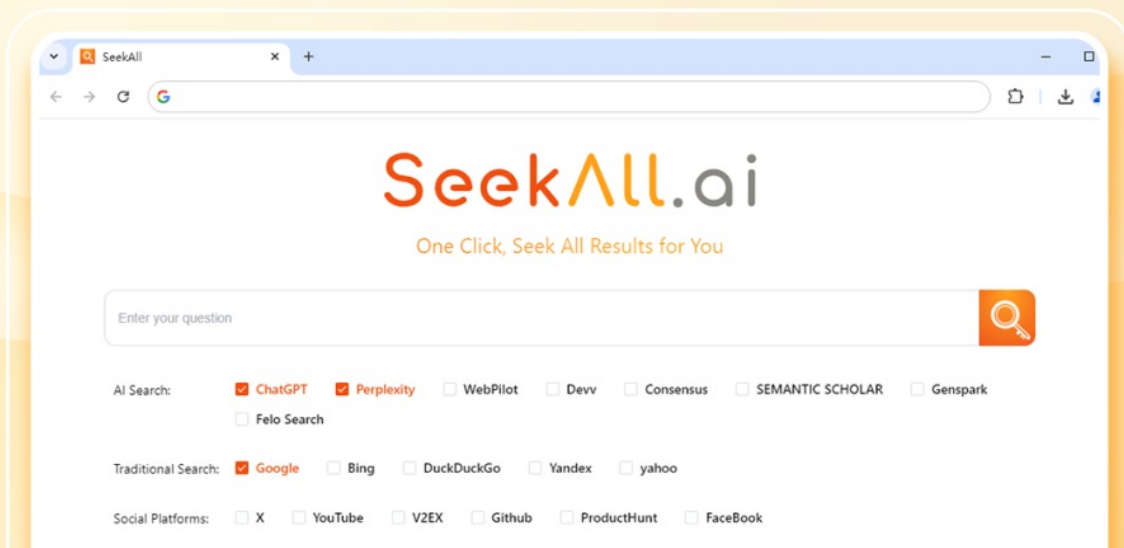 SeekAll
SeekAll.ai
One Click, Seek All Results for You
Enter your question
AI Search: ChatGPT Perplexity WebPilot Devv Consensus SEMANTIC SCHOLAR Genspark
Felo Search
Traditional Search: Google Bing DuckDuckGo Yandex yahoo
Social Platforms: X YouTube V2EX Github ProductHunt FaceBook